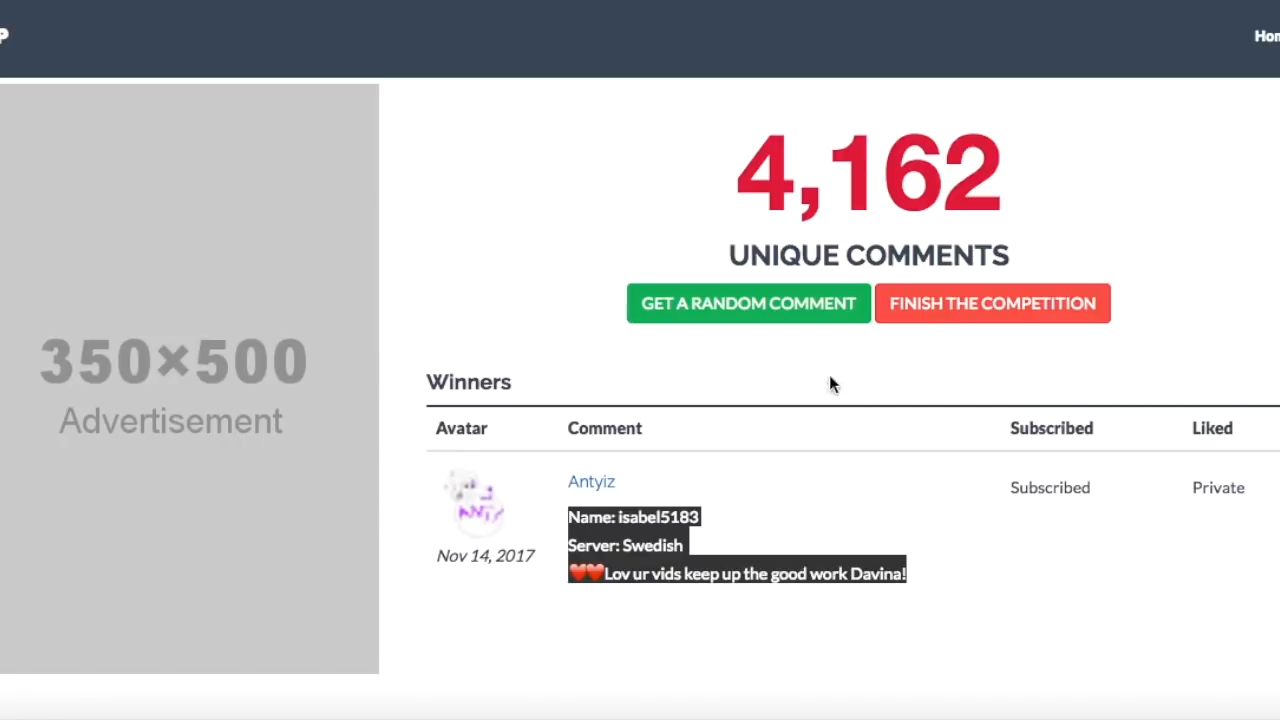 P
Hom
4,162
UNIQUE COMMENTS
GET A RANDOM COMMENT FINISH THE COMPETITION
350×500
Advertisement
Winners
Avatar Comment Subscribed Liked
Antyiz Subscribed Private
Name: isabel5183
Server: Swedish
Nov 14, 2017
❤️❤️Lov ur vids keep up the good work Davina!